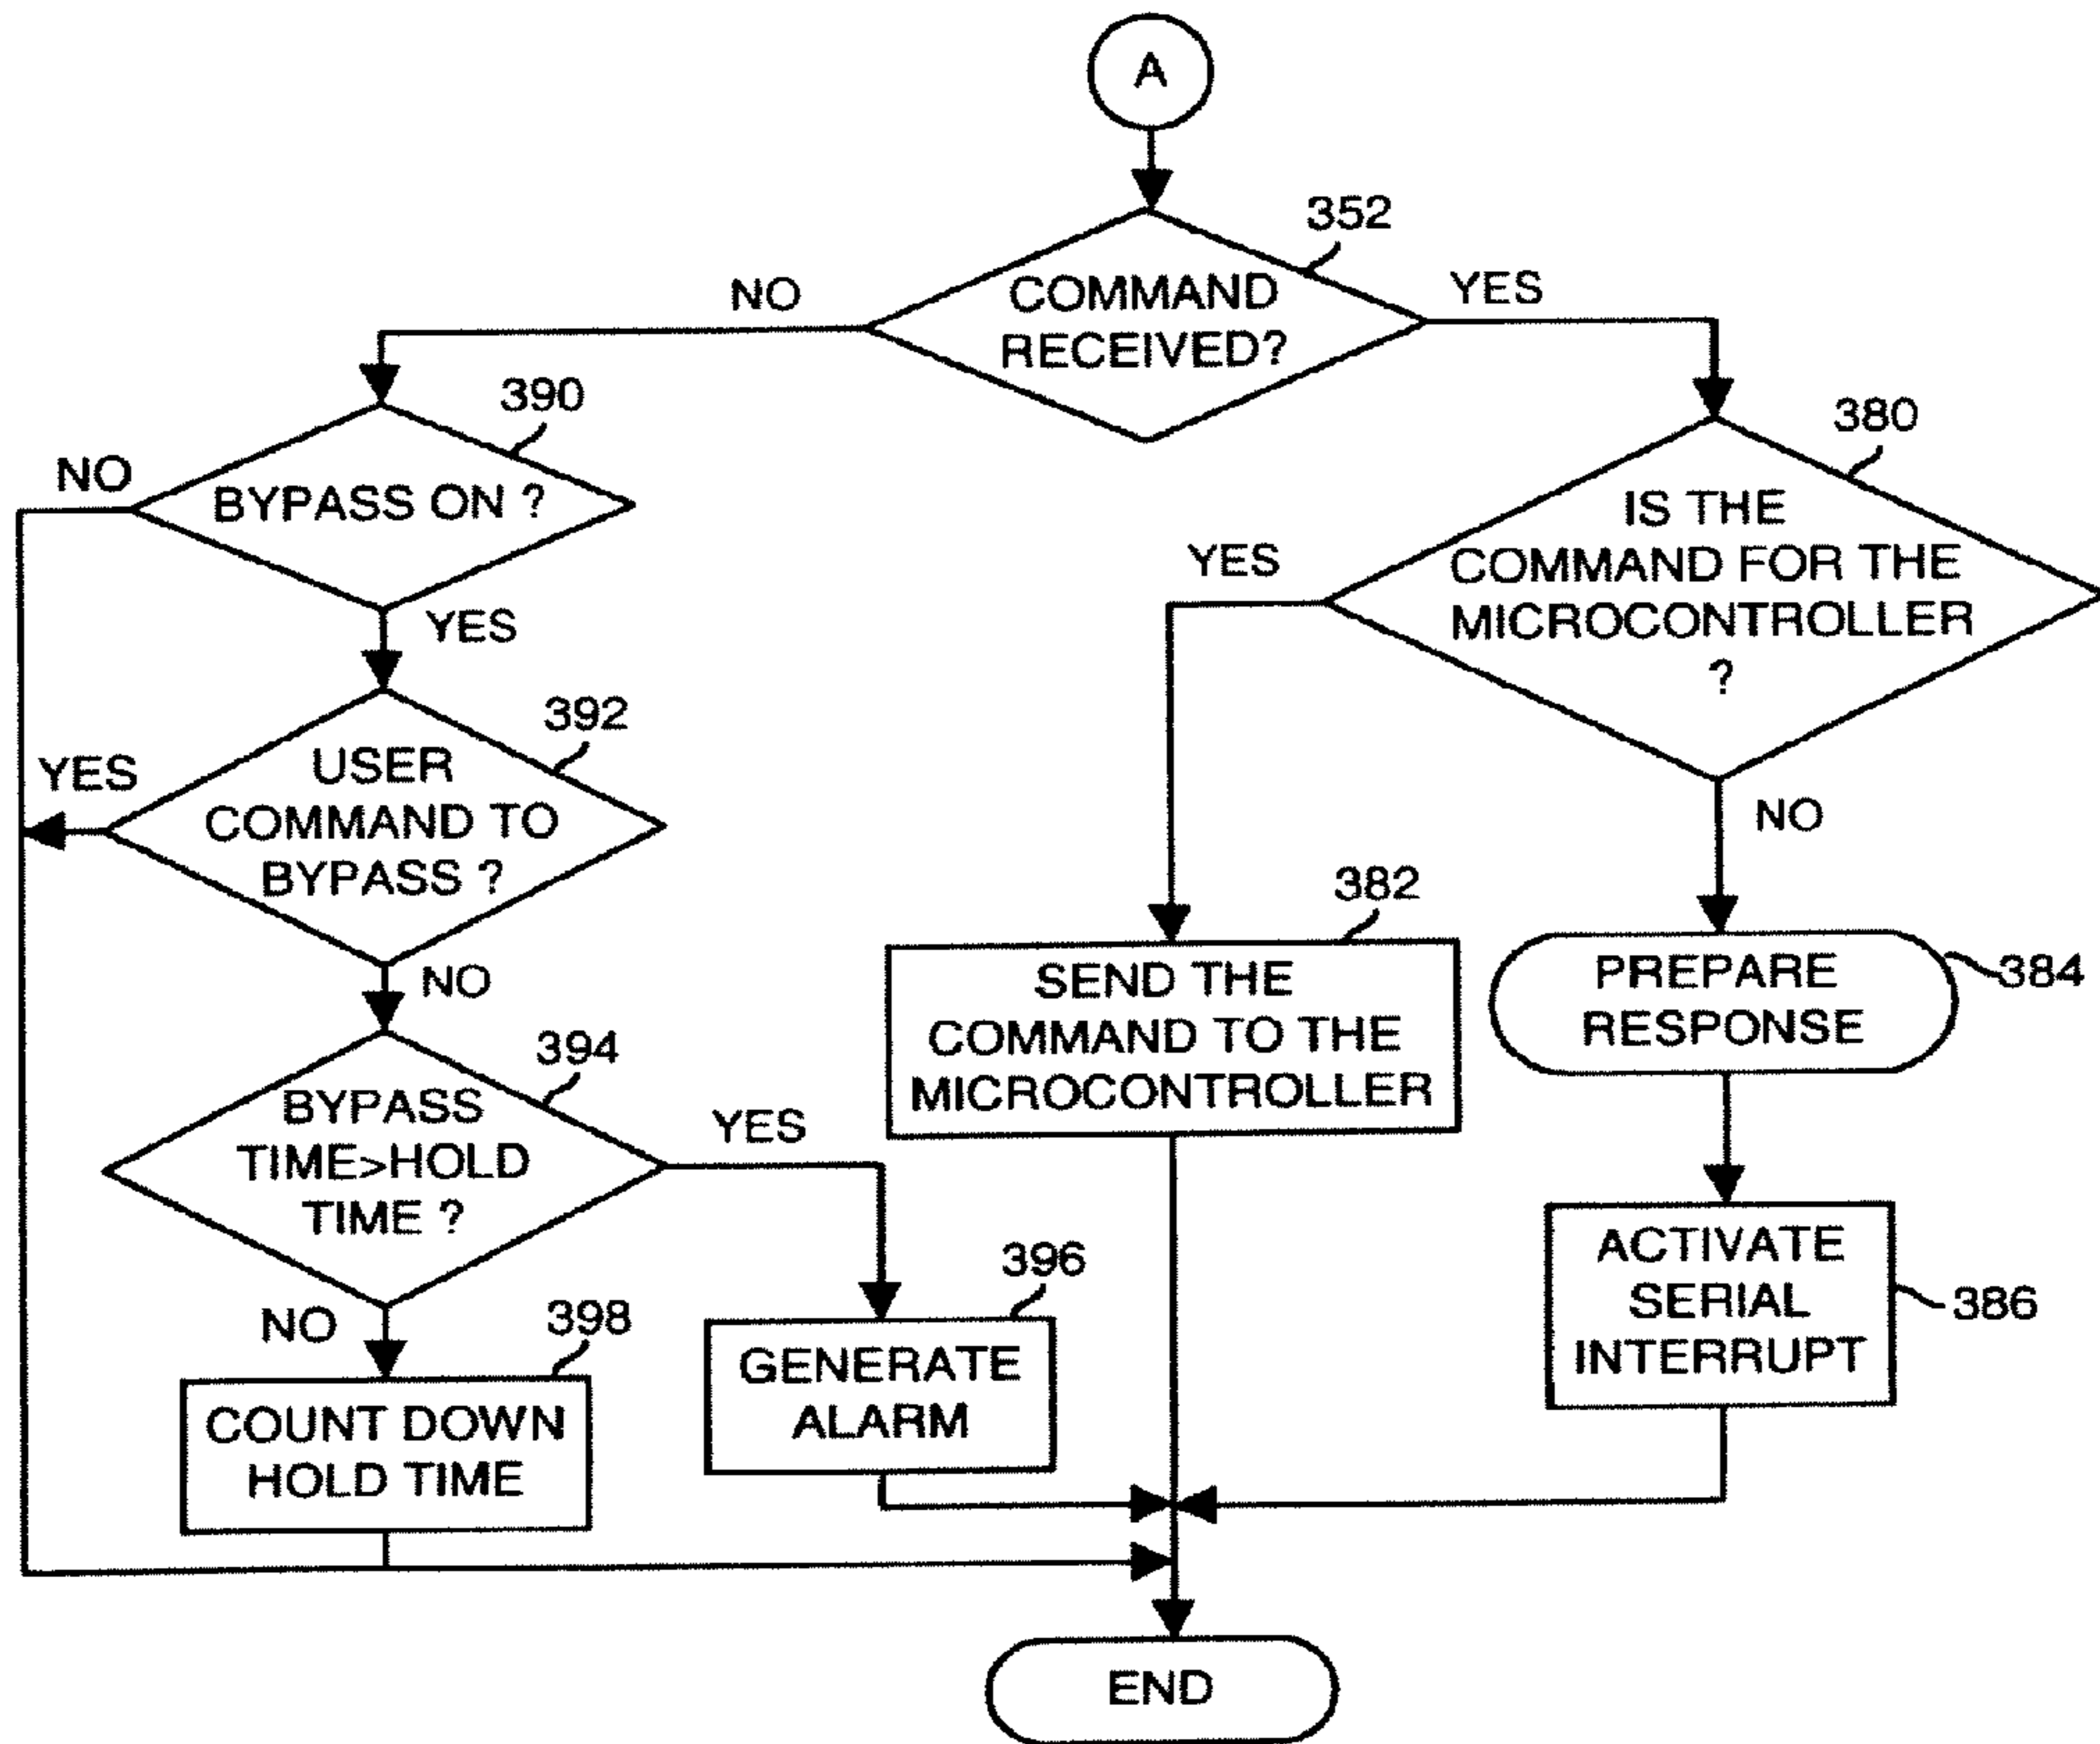 A
352
COMMAND
RECEIVED?
NO
YES
390
BYPASS ON ?
NO
YES
380
IS THE
COMMAND FOR THE
MICROCONTROLLER
?
YES
NO
392
USER
COMMAND TO
BYPASS ?
YES
NO
382
SEND THE
COMMAND TO THE
MICROCONTROLLER
PREPARE
RESPONSE
384
394
BYPASS
TIME>HOLD
TIME ?
YES
NO
396
GENERATE
ALARM
ACTIVATE
SERIAL
INTERRUPT
386
398
COUNT DOWN
HOLD TIME
END